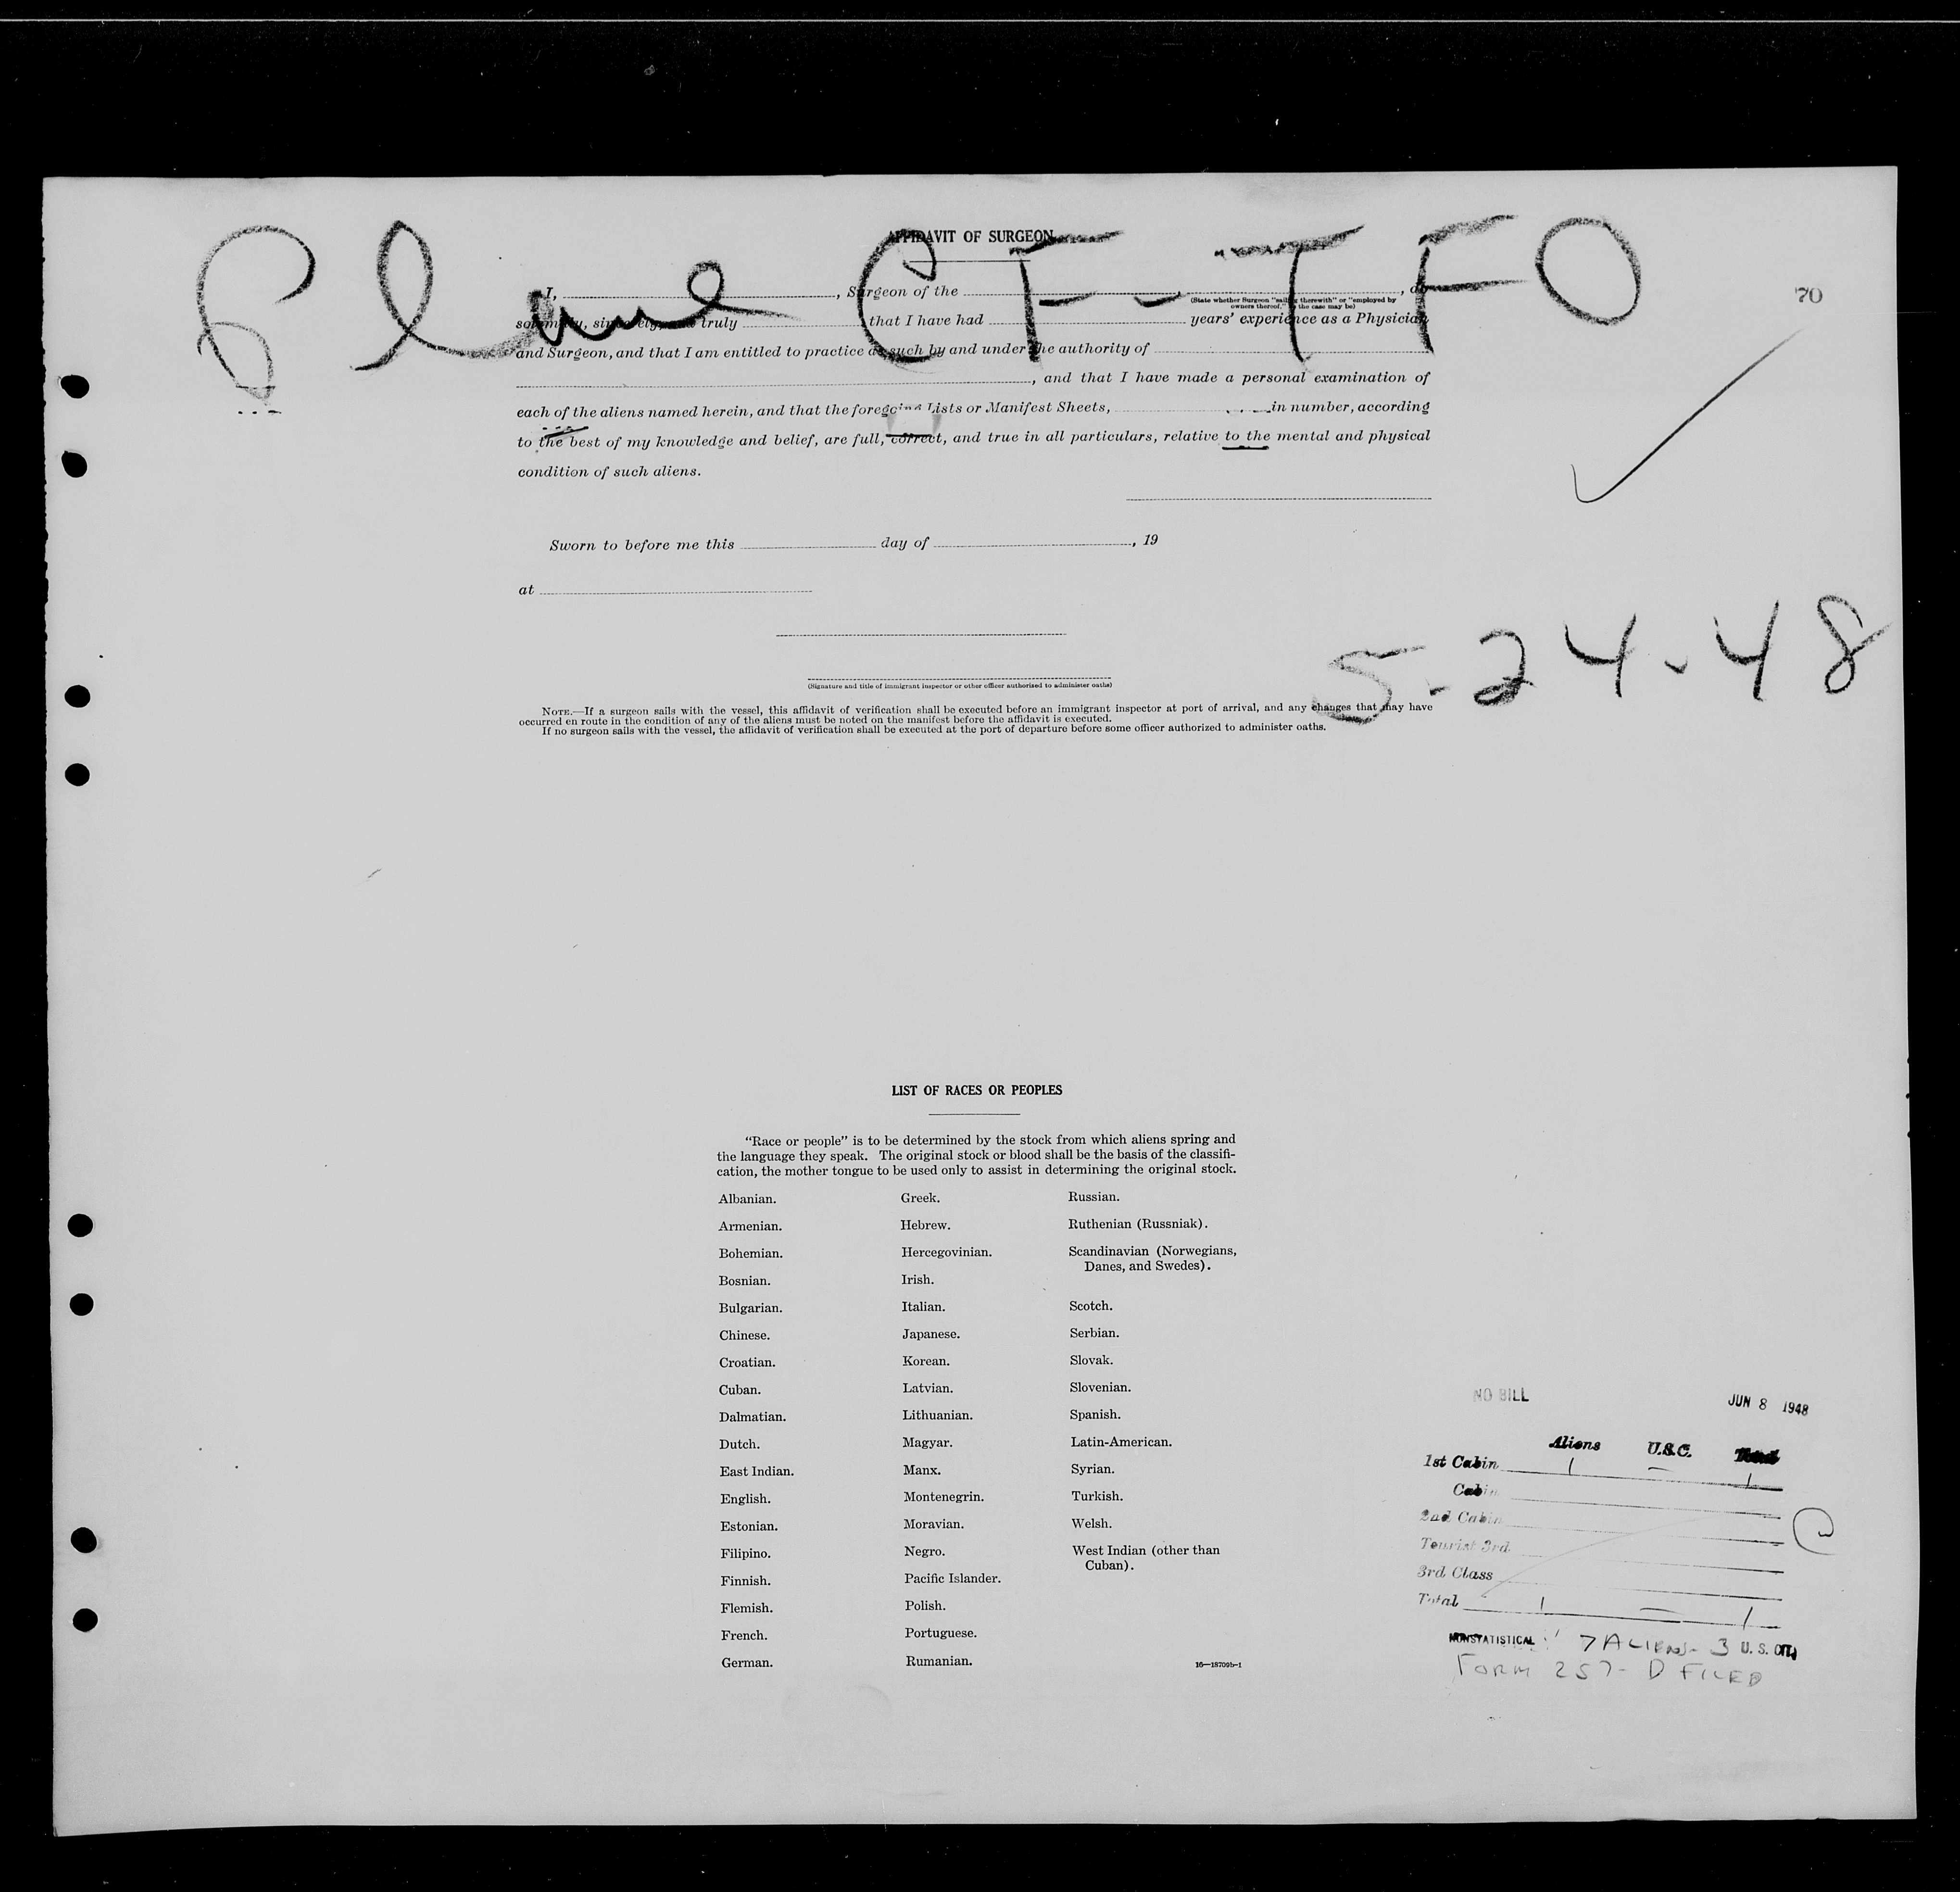 Plane CF-TFO
AFFIDAVIT OF SURGEON
70
I, , Surgeon of the , , do
(State whether Surgeon "sailing therewith" or "employed by
owners thereof," as the case may be)
solemnly, sincerely, and truly that I have had years' experience as a Physician
and Surgeon, and that I am entitled to practice as such by and under the authority of
, and that I have made a personal examination of
each of the aliens named herein, and that the foregoing Lists or Manifest Sheets, in number, according
to the best of my knowledge and belief, are full, correct, and true in all particulars, relative to the mental and physical
condition of such aliens.
Sworn to before me this day of , 19
at
5-24-48
(Signature and title of immigrant inspector or other officer authorized to administer oaths)
NOTE.—If a surgeon sails with the vessel, this affidavit of verification shall be executed before an immigrant inspector at port of arrival, and any changes that may have
occurred en route in the condition of any of the aliens must be noted on the manifest before the affidavit is executed.
If no surgeon sails with the vessel, the affidavit of verification shall be executed at the port of departure before some officer authorized to administer oaths.
LIST OF RACES OR PEOPLES
"Race or people" is to be determined by the stock from which aliens spring and
the language they speak. The original stock or blood shall be the basis of the classifi-
cation, the mother tongue to be used only to assist in determining the original stock.
Albanian.
Armenian.
Bohemian.
Bosnian.
Bulgarian.
Chinese.
Croatian.
Cuban.
Dalmatian.
Dutch.
East Indian.
English.
Estonian.
Filipino.
Finnish.
Flemish.
French.
German.
Greek.
Hebrew.
Hercegovinian.
Irish.
Italian.
Japanese.
Korean.
Latvian.
Lithuanian.
Magyar.
Manx.
Montenegrin.
Moravian.
Negro.
Pacific Islander.
Polish.
Portuguese.
Rumanian.
Russian.
Ruthenian (Russniak).
Scandinavian (Norwegians,
Danes, and Swedes).
Scotch.
Serbian.
Slovak.
Slovenian.
Spanish.
Latin-American.
Syrian.
Turkish.
Welsh.
West Indian (other than
Cuban).
16—18709b-1
NO BILL JUN 8 1948
Aliens U.S.C. Total
1st Cabin 1 — 1
Cabin
2nd Cabin
Tourist 3rd
3rd Class
Total 1 — 1
NONSTATISTICAL 7 ALIENS- 3 U. S. CIT.
FORM 257-D FILED